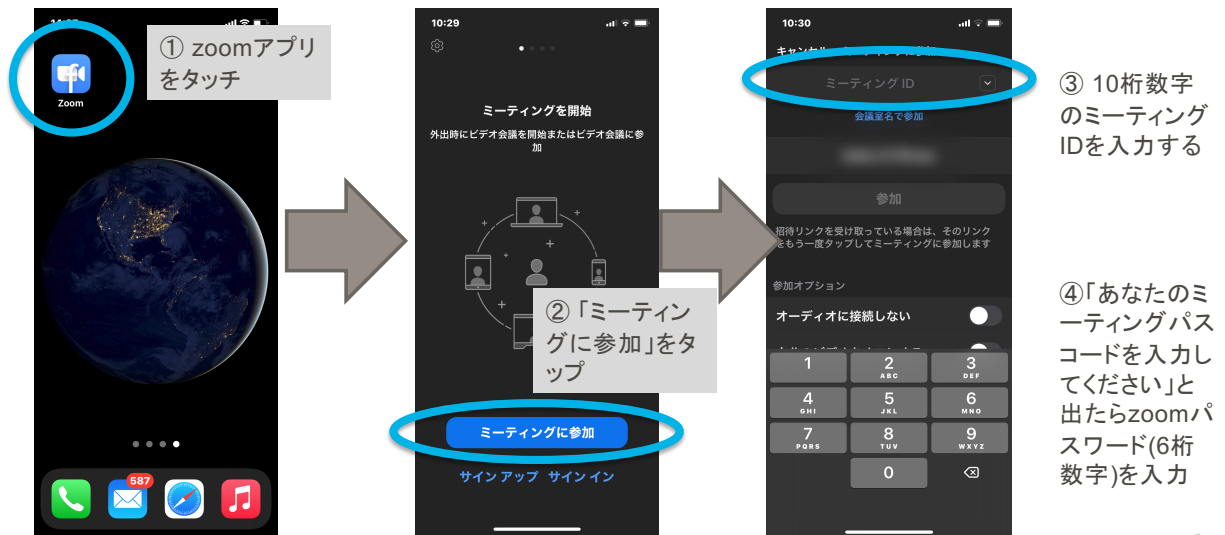 Zoom
① zoomアプリ
をタッチ
587
10:29
ミーティングを開始
外出時にビデオ会議を開始またはビデオ会議に参
加
② 「ミーティン
グに参加」をタ
ップ
ミーティングに参加
サイン アップ サイン イン
10:30
ミーティング ID
会議室名で参加
参加
招待リンクを受け取っている場合は、そのリンク
をもう一度タップしてミーティングに参加します
参加オプション
オーディオに接続しない
1 2 3
ABC DEF
4 5 6
GHI JKL MNO
7 8 9
PQRS TUV WXYZ
0
③ 10桁数字
のミーティング
IDを入力する
④「あなたのミ
ーティングパス
コードを入力し
てください」と
出たらzoomパ
スワード(6桁
数字)を入力